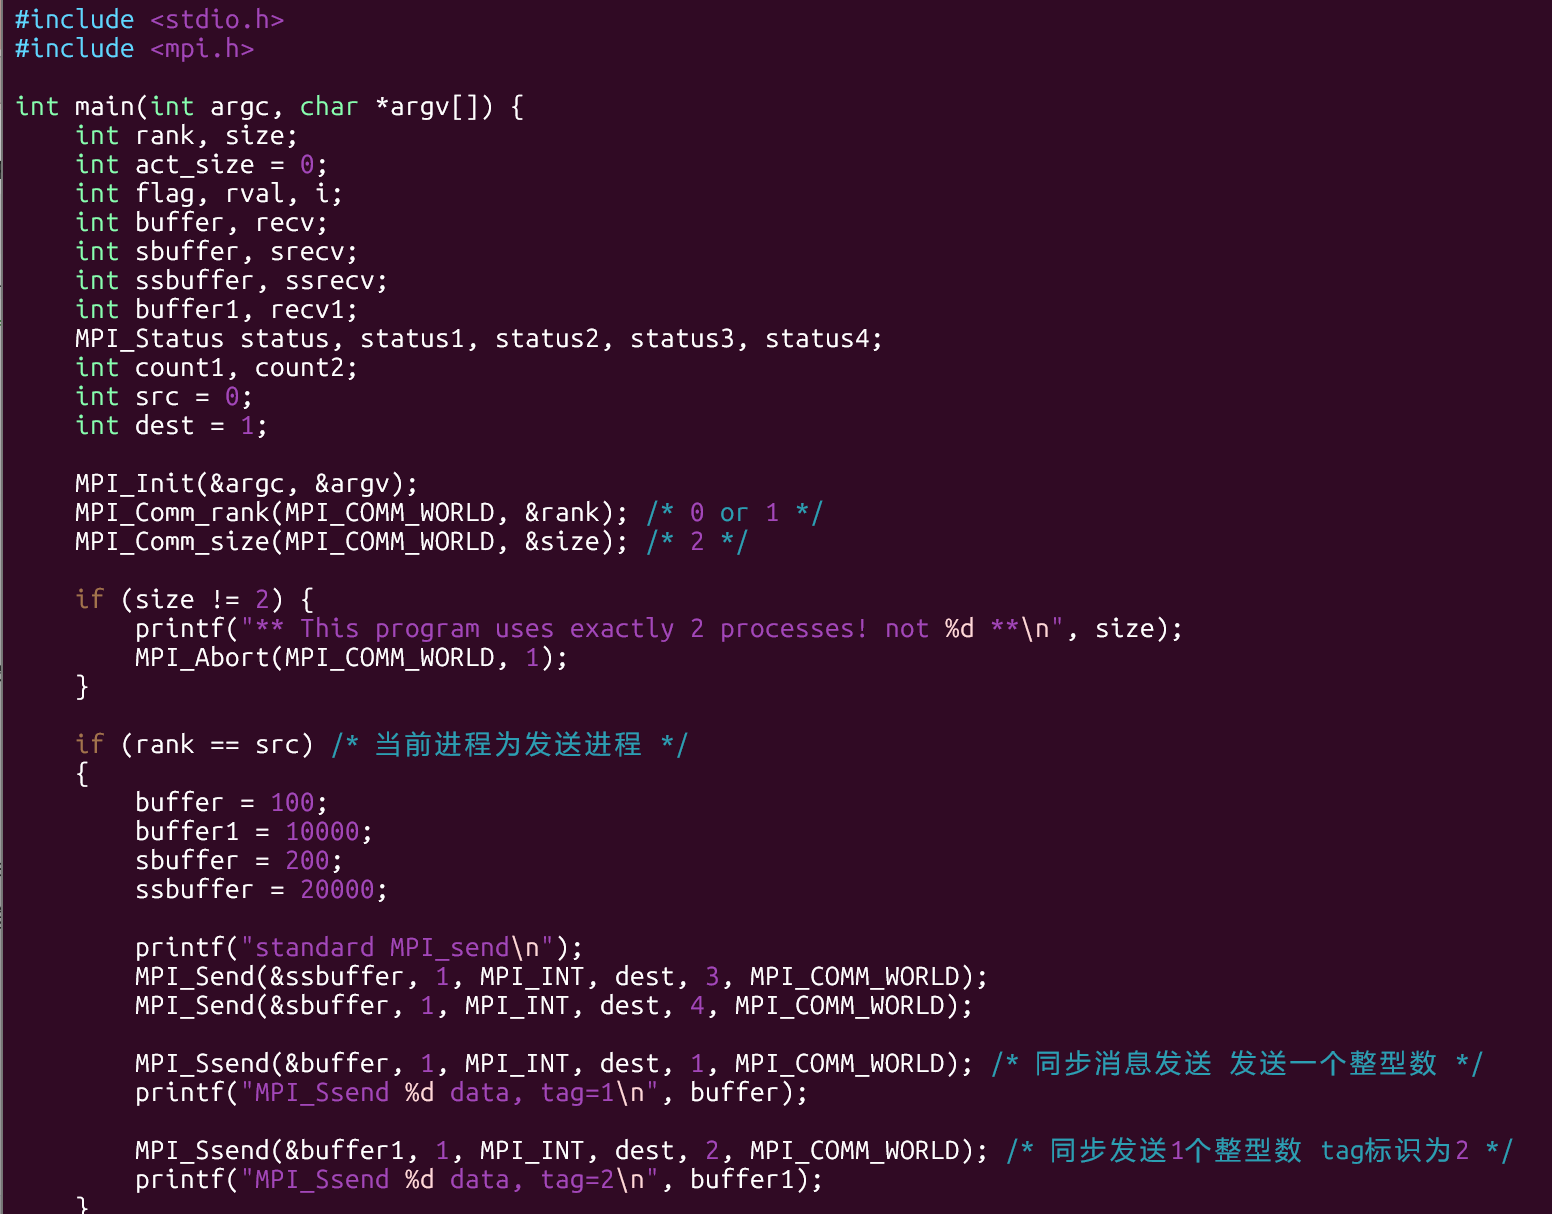 #include <stdio.h>
#include <mpi.h>

int main(int argc, char *argv[]) {
    int rank, size;
    int act_size = 0;
    int flag, rval, i;
    int buffer, recv;
    int sbuffer, srecv;
    int ssbuffer, ssrecv;
    int buffer1, recv1;
    MPI_Status status, status1, status2, status3, status4;
    int count1, count2;
    int src = 0;
    int dest = 1;

    MPI_Init(&argc, &argv);
    MPI_Comm_rank(MPI_COMM_WORLD, &rank); /* 0 or 1 */
    MPI_Comm_size(MPI_COMM_WORLD, &size); /* 2 */

    if (size != 2) {
        printf("** This program uses exactly 2 processes! not %d **\n", size);
        MPI_Abort(MPI_COMM_WORLD, 1);
    }

    if (rank == src) /* 当前进程为发送进程 */
    {
        buffer = 100;
        buffer1 = 10000;
        sbuffer = 200;
        ssbuffer = 20000;

        printf("standard MPI_send\n");
        MPI_Send(&ssbuffer, 1, MPI_INT, dest, 3, MPI_COMM_WORLD);
        MPI_Send(&sbuffer, 1, MPI_INT, dest, 4, MPI_COMM_WORLD);

        MPI_Ssend(&buffer, 1, MPI_INT, dest, 1, MPI_COMM_WORLD); /* 同步消息发送 发送一个整型数 */
        printf("MPI_Ssend %d data, tag=1\n", buffer);

        MPI_Ssend(&buffer1, 1, MPI_INT, dest, 2, MPI_COMM_WORLD); /* 同步发送1个整型数 tag标识为2 */
        printf("MPI_Ssend %d data, tag=2\n", buffer1);
    }